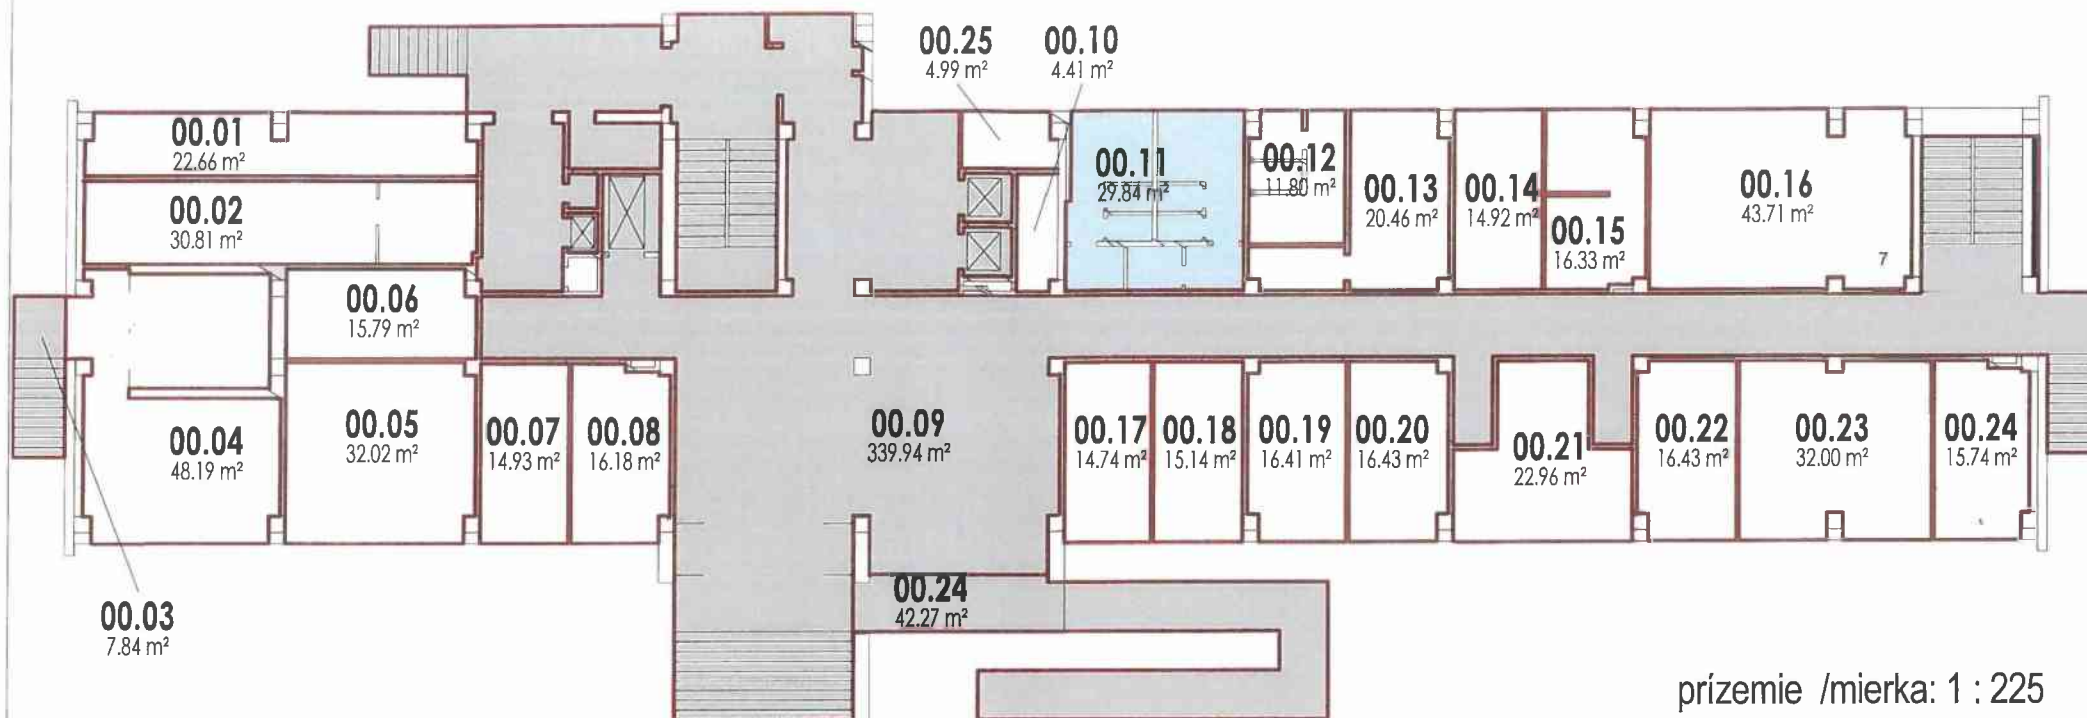 00.25
4.99 m²
00.10
4.41 m²
00.01
22.66 m²
00.02
30.81 m²
00.11
29.84 m²
00.12
11.80 m²
00.13
20.46 m²
00.14
14.92 m²
00.15
16.33 m²
00.16
43.71 m²
7
00.06
15.79 m²
00.04
48.19 m²
00.05
32.02 m²
00.07
14.93 m²
00.08
16.18 m²
00.09
339.94 m²
00.17
14.74 m²
00.18
15.14 m²
00.19
16.41 m²
00.20
16.43 m²
00.21
22.96 m²
00.22
16.43 m²
00.23
32.00 m²
00.24
15.74 m²
00.03
7.84 m²
00.24
42.27 m²
prízemie /mierka: 1 : 225